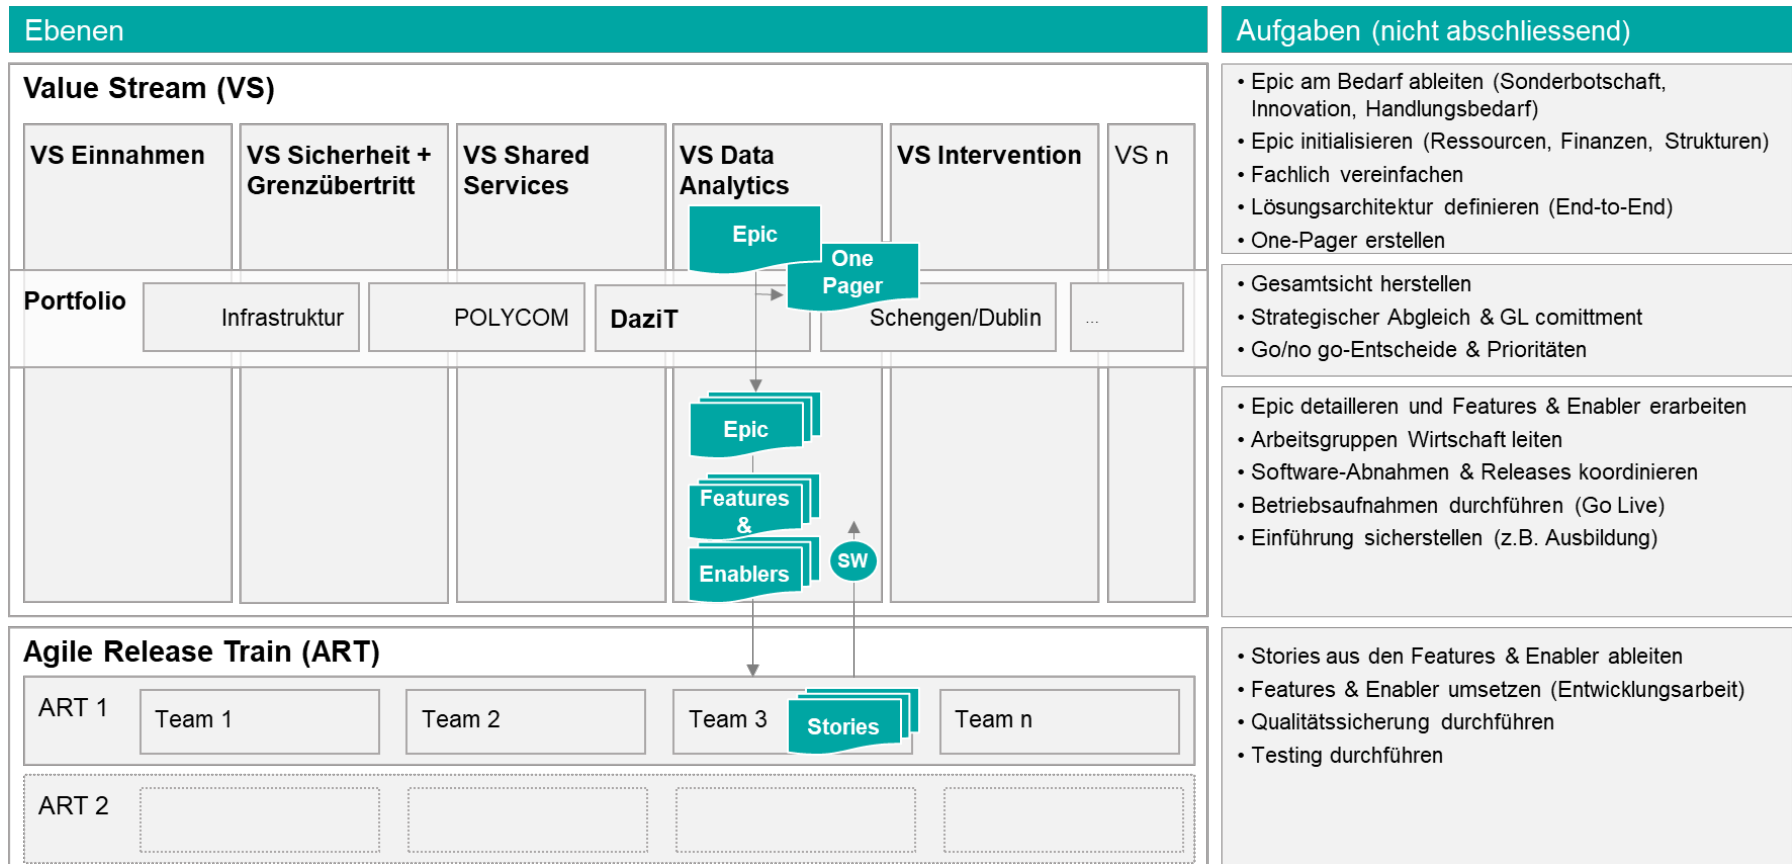 Ebenen
Aufgaben (nicht abschliessend)
Value Stream (VS)
VS Einnahmen
VS Sicherheit +
Grenzübertritt
VS Shared
Services
VS Data
Analytics
VS Intervention
VS n
Epic
One
Pager
Portfolio
Infrastruktur
POLYCOM
DaziT
Schengen/Dublin
...
Epic
Features
&
Enablers
SW
Agile Release Train (ART)
ART 1
Team 1
Team 2
Team 3
Stories
Team n
ART 2
• Epic am Bedarf ableiten (Sonderbotschaft,
Innovation, Handlungsbedarf)
• Epic initialisieren (Ressourcen, Finanzen, Strukturen)
• Fachlich vereinfachen
• Lösungsarchitektur definieren (End-to-End)
• One-Pager erstellen
• Gesamtsicht herstellen
• Strategischer Abgleich & GL comittment
• Go/no go-Entscheide & Prioritäten
• Epic detailleren und Features & Enabler erarbeiten
• Arbeitsgruppen Wirtschaft leiten
• Software-Abnahmen & Releases koordinieren
• Betriebsaufnahmen durchführen (Go Live)
• Einführung sicherstellen (z.B. Ausbildung)
• Stories aus den Features & Enabler ableiten
• Features & Enabler umsetzen (Entwicklungsarbeit)
• Qualitätssicherung durchführen
• Testing durchführen